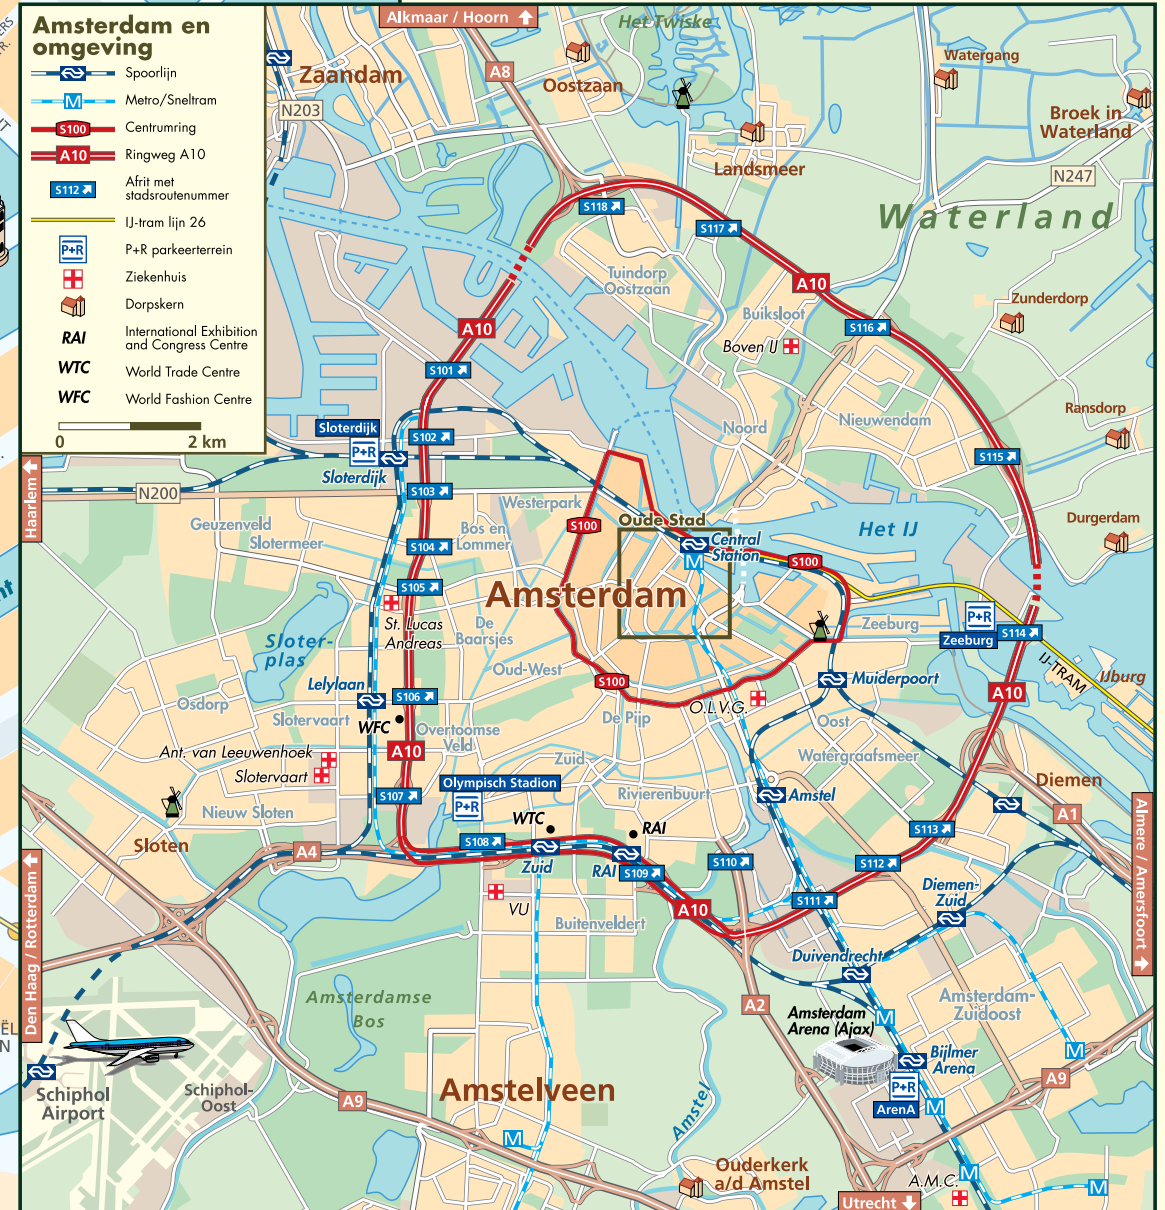 Amsterdam en
omgeving
Spoorlijn
M
Metro/Sneltram
S100
Centrumring
A10
Ringweg A10
S112
Afrit met
stadsroutenummer
IJ-tram lijn 26
P+R
P+R parkeerterrein
Ziekenhuis
Dorpskern
RAI
International Exhibition
and Congress Centre
WTC
World Trade Centre
WFC
World Fashion Centre
0
2 km
Alkmaar / Hoorn
Het Twiske
Zaandam
A8
Oostzaan
Watergang
N203
Broek in
Waterland
Landsmeer
N247
S118
Waterland
S117
Tuindorp
Oostzaan
A10
Zunderdorp
Buiksloot
A10
S116
Boven IJ
S101
Ransdorp
Nieuwendam
Noord
Sloterdijk
S102
P+R
S115
Sloterdijk
Haarlem
N200
S103
Westerpark
Durgerdam
Geuzenveld
Slotermeer
Bos en
Lommer
S100
Oude Stad
Het IJ
S104
Central
Station
M
S100
S105
Amsterdam
St. Lucas
Andreas
De
Baarsjes
Zeeburg
P+R
Zeeburg
S114
Sloter-
plas
Oud-West
IJ-TRAM
IJburg
Lelylaan
S106
S100
Muiderpoort
A10
Osdorp
Slotervaart
O.L.V.G.
WFC
Overtoomse
Veld
De Pijp
Oost
Ant. van Leeuwenhoek
A10
Slotervaart
Zuid
Watergraafsmeer
Olympisch Stadion
Diemen
S107
P+R
Rivierenbuurt
Amstel
Nieuw Sloten
A1
Sloten
WTC
RAI
S113
Almere / Amersfoort
S108
A4
Zuid
RAI
S109
S110
S112
Den Haag / Rotterdam
VU
A10
S111
Diemen-
Zuid
Buitenveldert
Duivendrecht
Amsterdamse
Bos
A2
Amsterdam-
Zuidoost
Amsterdam
Arena (Ajax)
M
M
Bijlmer
Arena
Schiphol
Airport
Schiphol-
Oost
Amstelveen
P+R
ArenA
A9
A9
M
Amstel
M
Ouderkerk
a/d Amstel
M
A.M.C.
M
Utrecht